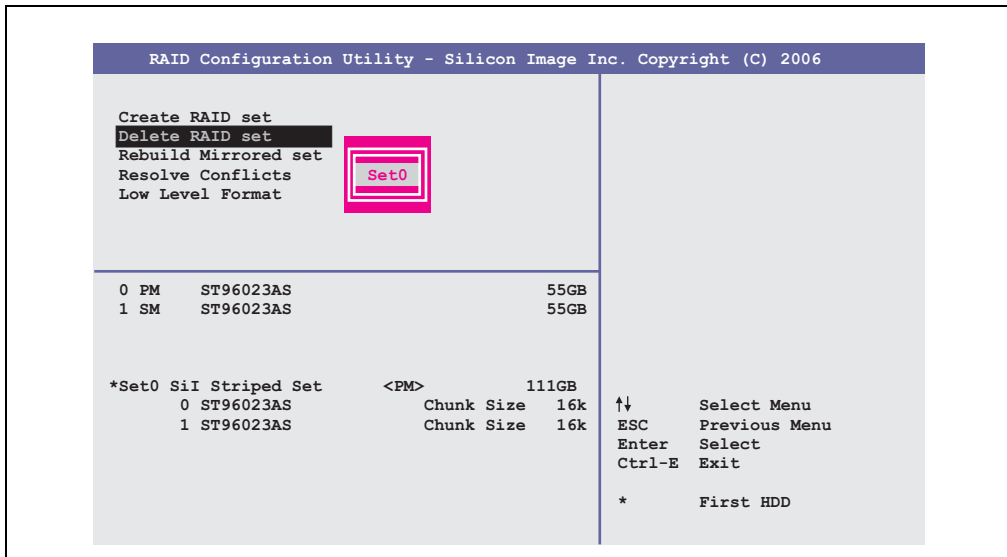 RAID Configuration Utility - Silicon Image Inc. Copyright (C) 2006
Create RAID set
Delete RAID set
Rebuild Mirrored set
Resolve Conflicts
Low Level Format
Set0
0 PM ST96023AS 55GB
1 SM ST96023AS 55GB
*Set0 SiI Striped Set <PM> 111GB
0 ST96023AS Chunk Size 16k
1 ST96023AS Chunk Size 16k
↑↓ Select Menu
ESC Previous Menu
Enter Select
Ctrl-E Exit
* First HDD